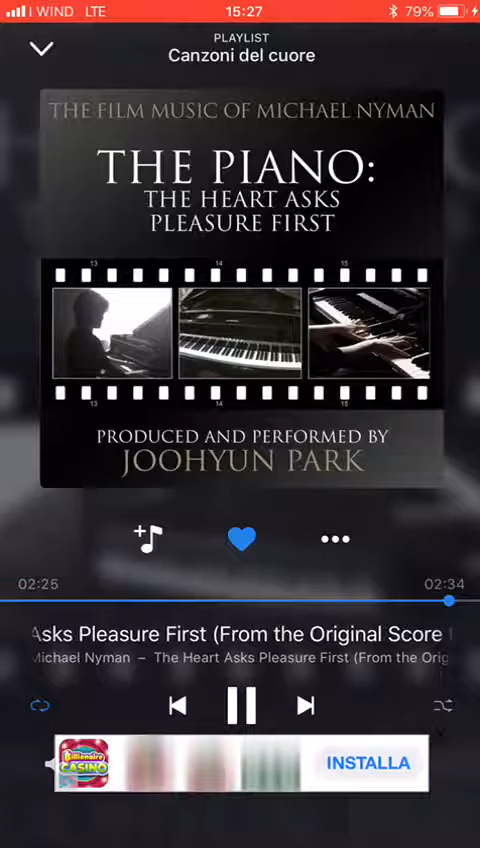 WIND LTE 15:27 79%
PLAYLIST
Canzoni del cuore
THE FILM MUSIC OF MICHAEL NYMAN
THE PIANO:
THE HEART ASKS
PLEASURE FIRST
13 14 15
13 14 15
PRODUCED AND PERFORMED BY
JOOHYUN PARK
02:25 02:34
Asks Pleasure First (From the Original Score
Michael Nyman – The Heart Asks Pleasure First (From the Orig
Billionaire
CASINO
INSTALLA